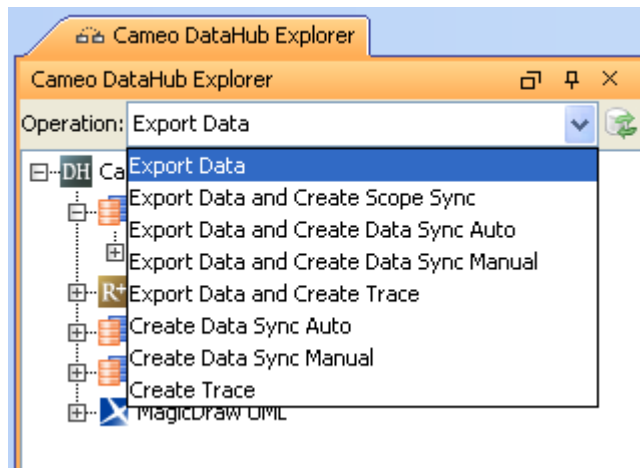 Cameo DataHub Explorer
Cameo DataHub Explorer
Operation: Export Data
DH Ca
Export Data
Export Data and Create Scope Sync
Export Data and Create Data Sync Auto
Export Data and Create Data Sync Manual
R+ Export Data and Create Trace
Create Data Sync Auto
Create Data Sync Manual
Create Trace
MagicDraw UML